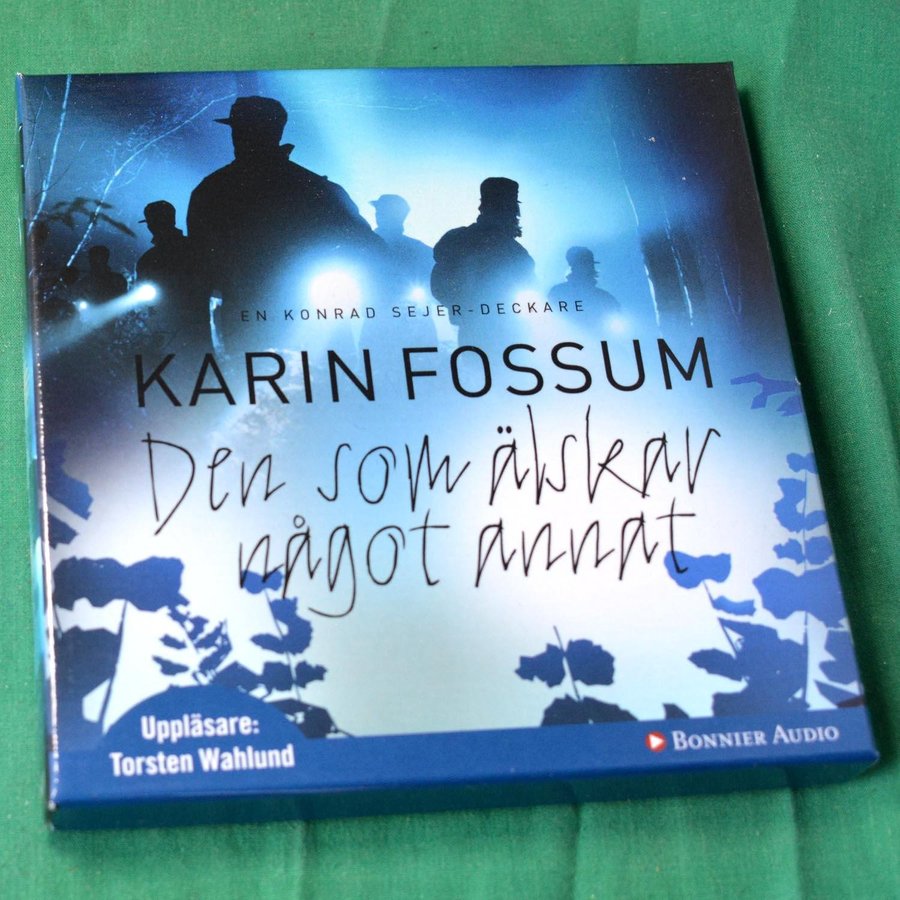 EN KONRAD SEJER-DECKARE
KARIN FOSSUM
Den som älskar
något annat
Uppläsare:
Torsten Wahlund
BONNIER AUDIO